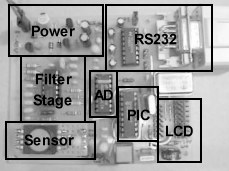 Power
RS232
Filter
Stage
AD
PIC
LCD
Sensor